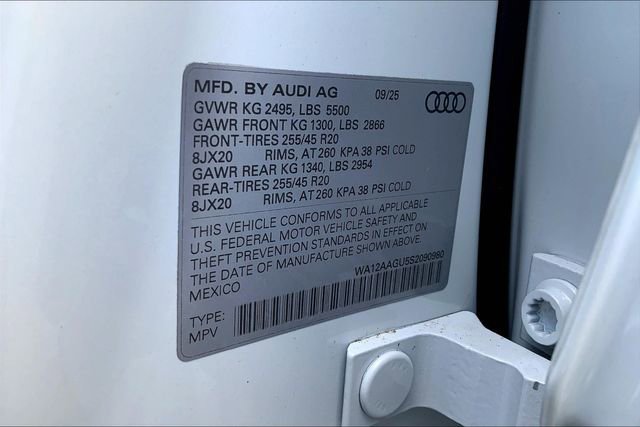 MFD. BY AUDI AG 09/25
GVWR KG 2495, LBS 5500
GAWR FRONT KG 1300, LBS 2866
FRONT-TIRES 255/45 R20
8JX20 RIMS, AT 260 KPA 38 PSI COLD
GAWR REAR KG 1340, LBS 2954
REAR-TIRES 255/45 R20
8JX20 RIMS, AT 260 KPA 38 PSI COLD
THIS VEHICLE CONFORMS TO ALL APPLICABLE
U.S. FEDERAL MOTOR VEHICLE SAFETY AND
THEFT PREVENTION STANDARDS IN EFFECT ON
THE DATE OF MANUFACTURE SHOWN ABOVE.
MEXICO WA12AAGU5S2090980
TYPE:
MPV